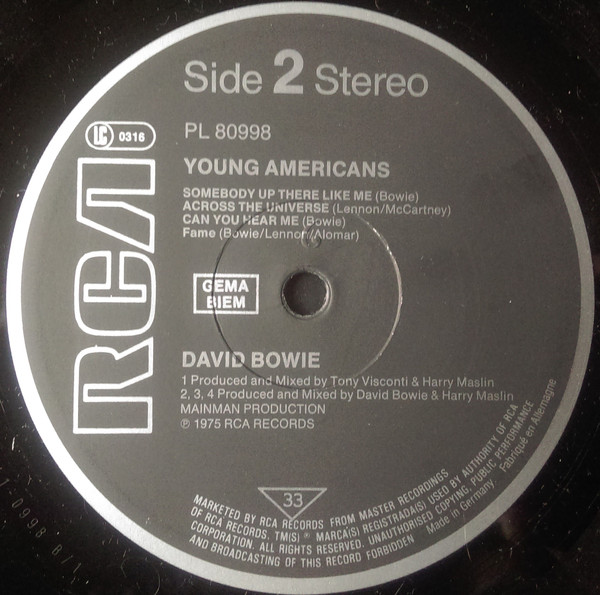 Side 2 Stereo
LC 0316
PL 80998
YOUNG AMERICANS
SOMEBODY UP THERE LIKE ME (Bowie)
ACROSS THE UNIVERSE (Lennon/McCartney)
CAN YOU HEAR ME (Bowie)
Fame (Bowie/Lennon/Alomar)
RCA
GEMA
BIEM
DAVID BOWIE
1 Produced and Mixed by Tony Visconti & Harry Maslin
2, 3, 4 Produced and Mixed by David Bowie & Harry Maslin
MAINMAN PRODUCTION
℗ 1975 RCA RECORDS
33
MARKETED BY RCA RECORDS FROM MASTER RECORDINGS
OF RCA RECORDS. TM(S) ® MARCA(S) REGISTRADA(S) USED BY AUTHORITY OF RCA
CORPORATION. ALL RIGHTS RESERVED. UNAUTHORISED COPYING, PUBLIC PERFORMANCE
AND BROADCASTING OF THIS RECORD FORBIDDEN
Made in Germany
Fabriqué en Allemagne